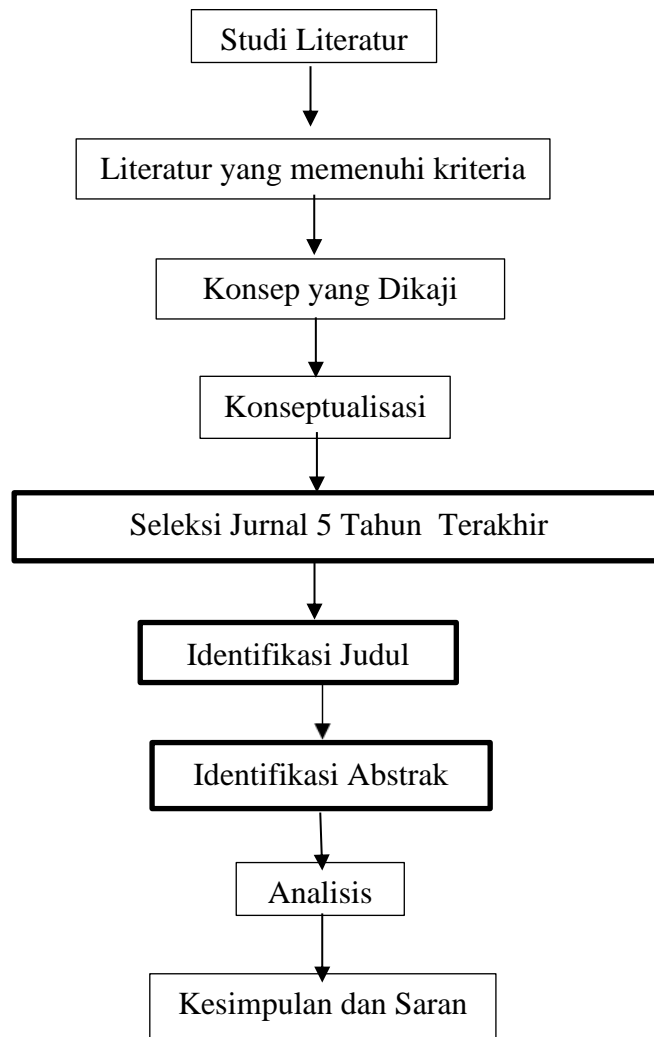 Studi Literatur
Literatur yang memenuhi kriteria
Konsep yang Dikaji
Konseptualisasi
Seleksi Jurnal 5 Tahun  Terakhir
Identifikasi Judul
Identifikasi Abstrak
Analisis
Kesimpulan dan Saran